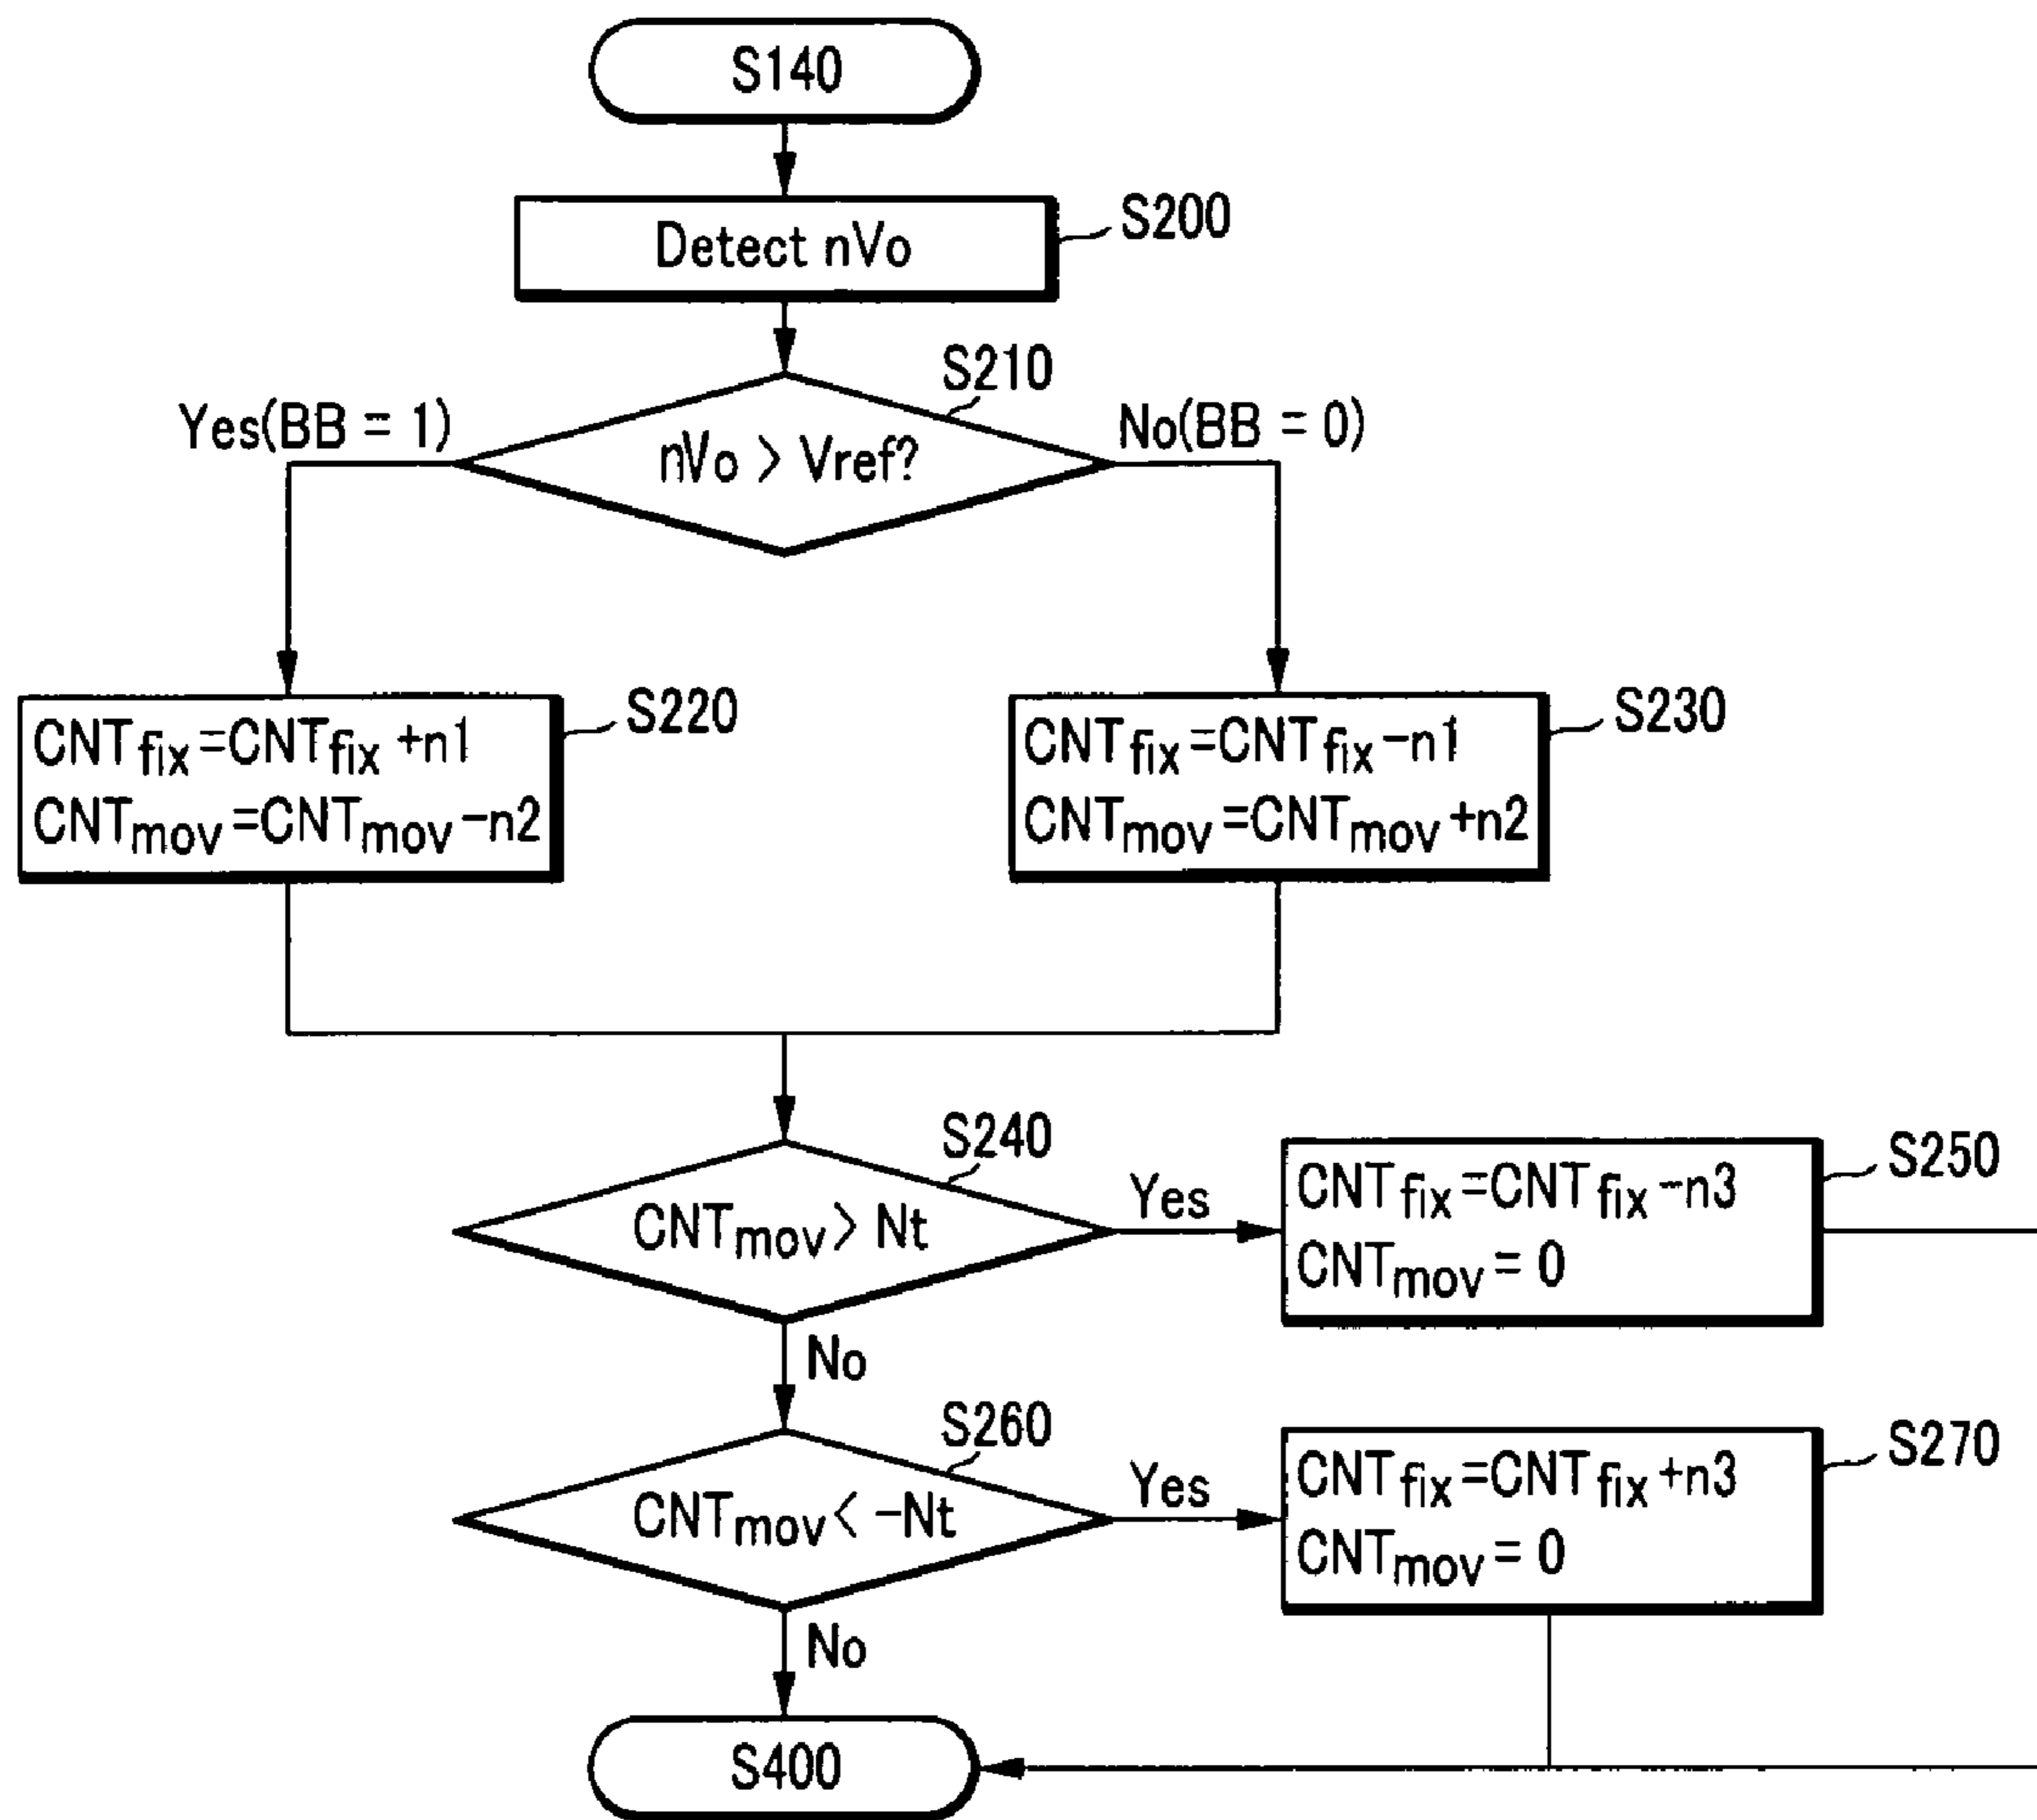 S140
Detect nVo
S200
S210
Yes(BB = 1)
nVo > Vref?
No(BB = 0)
CNTfix=CNTfix+n1
CNTmov=CNTmov-n2
S220
CNTfix=CNTfix-n1
CNTmov=CNTmov+n2
S230
S240
CNTmov> Nt
Yes
CNTfix=CNTfix-n3
CNTmov= 0
S250
No
S260
CNTmov< -Nt
Yes
CNTfix=CNTfix+n3
CNTmov= 0
S270
No
S400